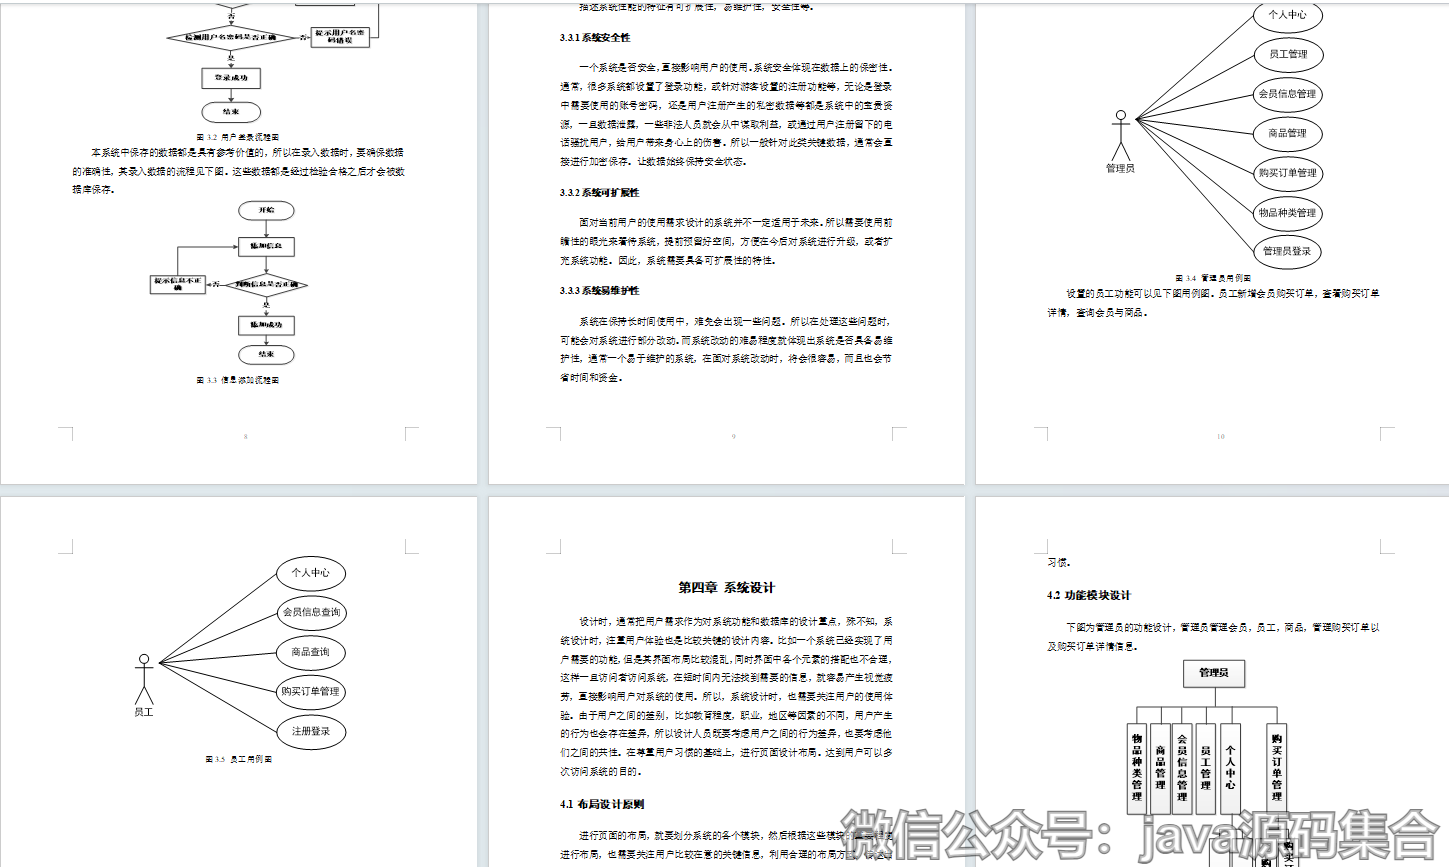 否
检测用户名密码是否正确
否
提示用户名密
码错误
是
登录成功
结束
图 3.2 用户登录流程图
本系统中保存的数据都是具有参考价值的，所以在录入数据时，要确保数据
的准确性，其录入数据的流程见下图。这些数据都是经过检验合格之后才会被数
据库保存。
开始
添加信息
提示信息不正
确
否
判断信息是否正确
是
添加成功
结束
图 3.3 信息添加流程图
8
描述系统性能的特征有可扩展性，易维护性，安全性等。
3.3.1 系统安全性
一个系统是否安全，直接影响用户的使用。系统安全体现在数据上的保密性。
通常，很多系统都设置了登录功能，或针对游客设置的注册功能等，无论是登录
中需要使用的账号密码，还是用户注册产生的私密数据等都是系统中的宝贵资
源，一旦数据泄露，一些非法人员就会从中谋取利益，或通过用户注册留下的电
话骚扰用户，给用户带来身心上的伤害。所以一般针对此类关键数据，通常会直
接进行加密保存。让数据始终保持安全状态。
3.3.2 系统可扩展性
面对当前用户的使用需求设计的系统并不一定适用于未来。所以需要使用前
瞻性的眼光来看待系统，提前预留好空间，方便在今后对系统进行升级，或者扩
充系统功能。因此，系统需要具备可扩展性的特性。
3.3.3 系统易维护性
系统在保持长时间使用中，难免会出现一些问题。所以在处理这些问题时，
可能会对系统进行部分改动。而系统改动的难易程度就体现出系统是否具备易维
护性，通常一个易于维护的系统，在面对系统改动时，将会很容易，而且也会节
省时间和资金。
9
个人中心
员工管理
会员信息管理
商品管理
购买订单管理
物品种类管理
管理员登录
管理员
图 3.4 管理员用例图
设置的员工功能可以见下图用例图。员工新增会员购买订单，查看购买订单
详情，查询会员与商品。
10
个人中心
会员信息查询
商品查询
购买订单管理
注册登录
员工
图 3.5 员工用例图
第四章 系统设计
设计时，通常把用户需求作为对系统功能和数据库的设计重点，殊不知，系
统设计时，注重用户体验也是比较关键的设计内容。比如一个系统已经实现了用
户需要的功能，但是其界面布局比较混乱，同时界面中各个元素的搭配也不合理，
这样一旦访问者访问系统，在短时间内无法找到需要的信息，就容易产生视觉疲
劳，直接影响用户对系统的使用。所以，系统设计时，也需要关注用户的使用体
验。由于用户之间的差别，比如教育程度，职业，地区等因素的不同，用户产生
的行为也会存在差异，所以设计人员既要考虑用户之间的行为差异，也要考虑他
们之间的共性。在尊重用户习惯的基础上，进行页面设计布局。达到用户可以多
次访问系统的目的。
4.1 布局设计原则
进行页面的布局，就要划分系统的各个模块，然后根据这些模块的
进行布局，也需要关注用户比较在意的关键信息，利用合理的布局方
习惯。
4.2 功能模块设计
下图为管理员的功能设计，管理员管理会员，员工，商品，管理购买订单以
及购买订单详情信息。
管理员
物品种类管理
商品管理
会员信息管理
员工管理
个人中心
购买订单管理
微信公众号：java源码集合